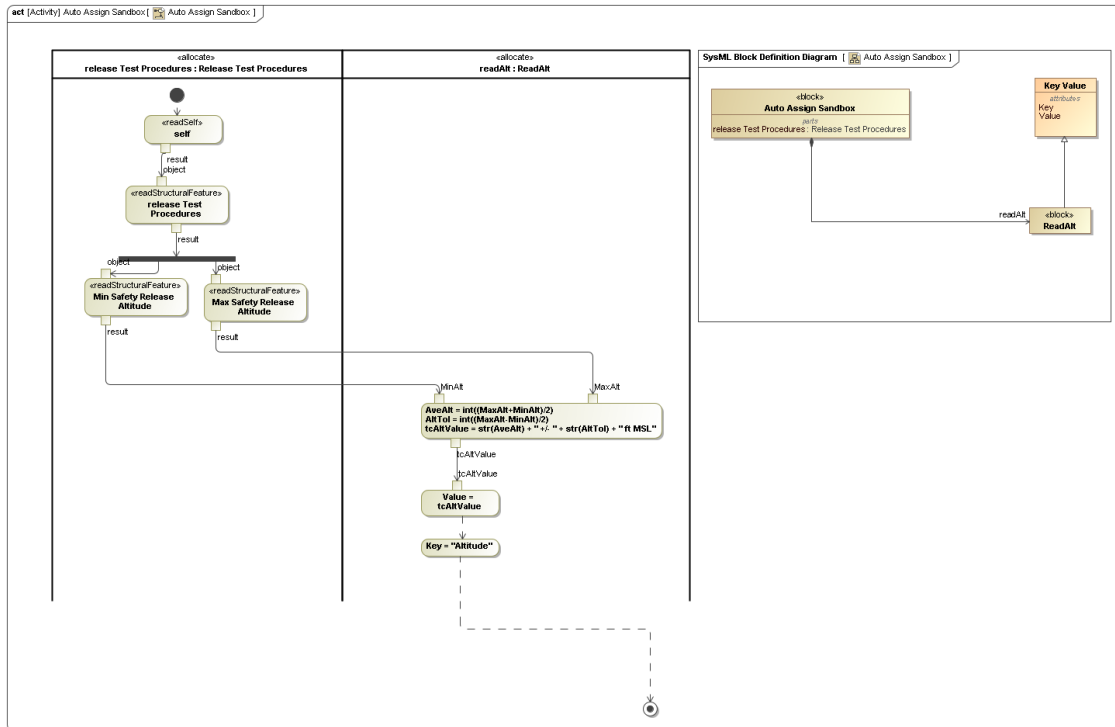 act [Activity] Auto Assign Sandbox [ Auto Assign Sandbox ]
«allocate»
release Test Procedures : Release Test Procedures
«allocate»
readAlt : ReadAlt
«readSelf»
self
result
object
«readStructuralFeature»
release Test
Procedures
result
object
object
«readStructuralFeature»
Min Safety Release
Altitude
«readStructuralFeature»
Max Safety Release
Altitude
result
result
MinAlt
MaxAlt
AveAlt = int((MaxAlt+MinAlt)/2)
AltTol = int((MaxAlt-MinAlt)/2)
tcAltValue = str(AveAlt) + " +/- " + str(AltTol) + "ft MSL"
tcAltValue
tcAltValue
Value =
tcAltValue
Key = "Altitude"
SysML Block Definition Diagram [ Auto Assign Sandbox ]
«block»
Auto Assign Sandbox
parts
release Test Procedures : Release Test Procedures
Key Value
attributes
Key
Value
readAlt
«block»
ReadAlt